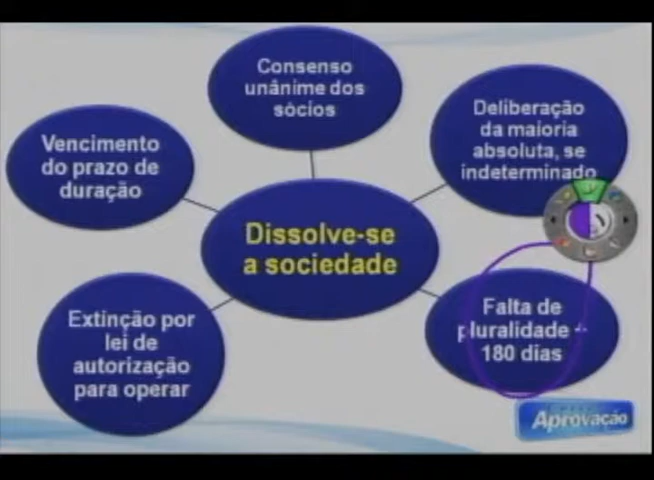 Consenso
unânime dos
sócios
Deliberação
da maioria
absoluta, se
indeterminado
Vencimento
do prazo de
duração
Dissolve-se
a sociedade
Falta de
pluralidade -
180 dias
Extinção por
lei de
autorização
para operar
Aprovação